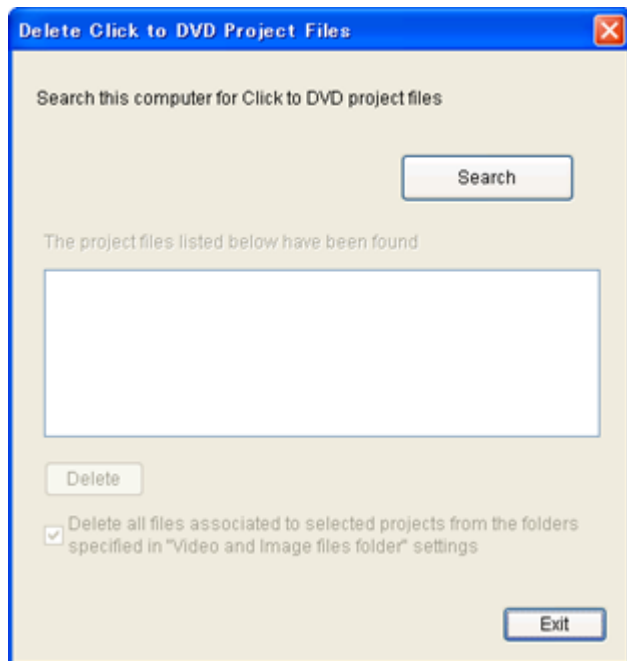 Delete Click to DVD Project Files
Search this computer for Click to DVD project files
Search
The project files listed below have been found
Delete
Delete all files associated to selected projects from the folders
specified in "Video and Image files folder" settings
Exit